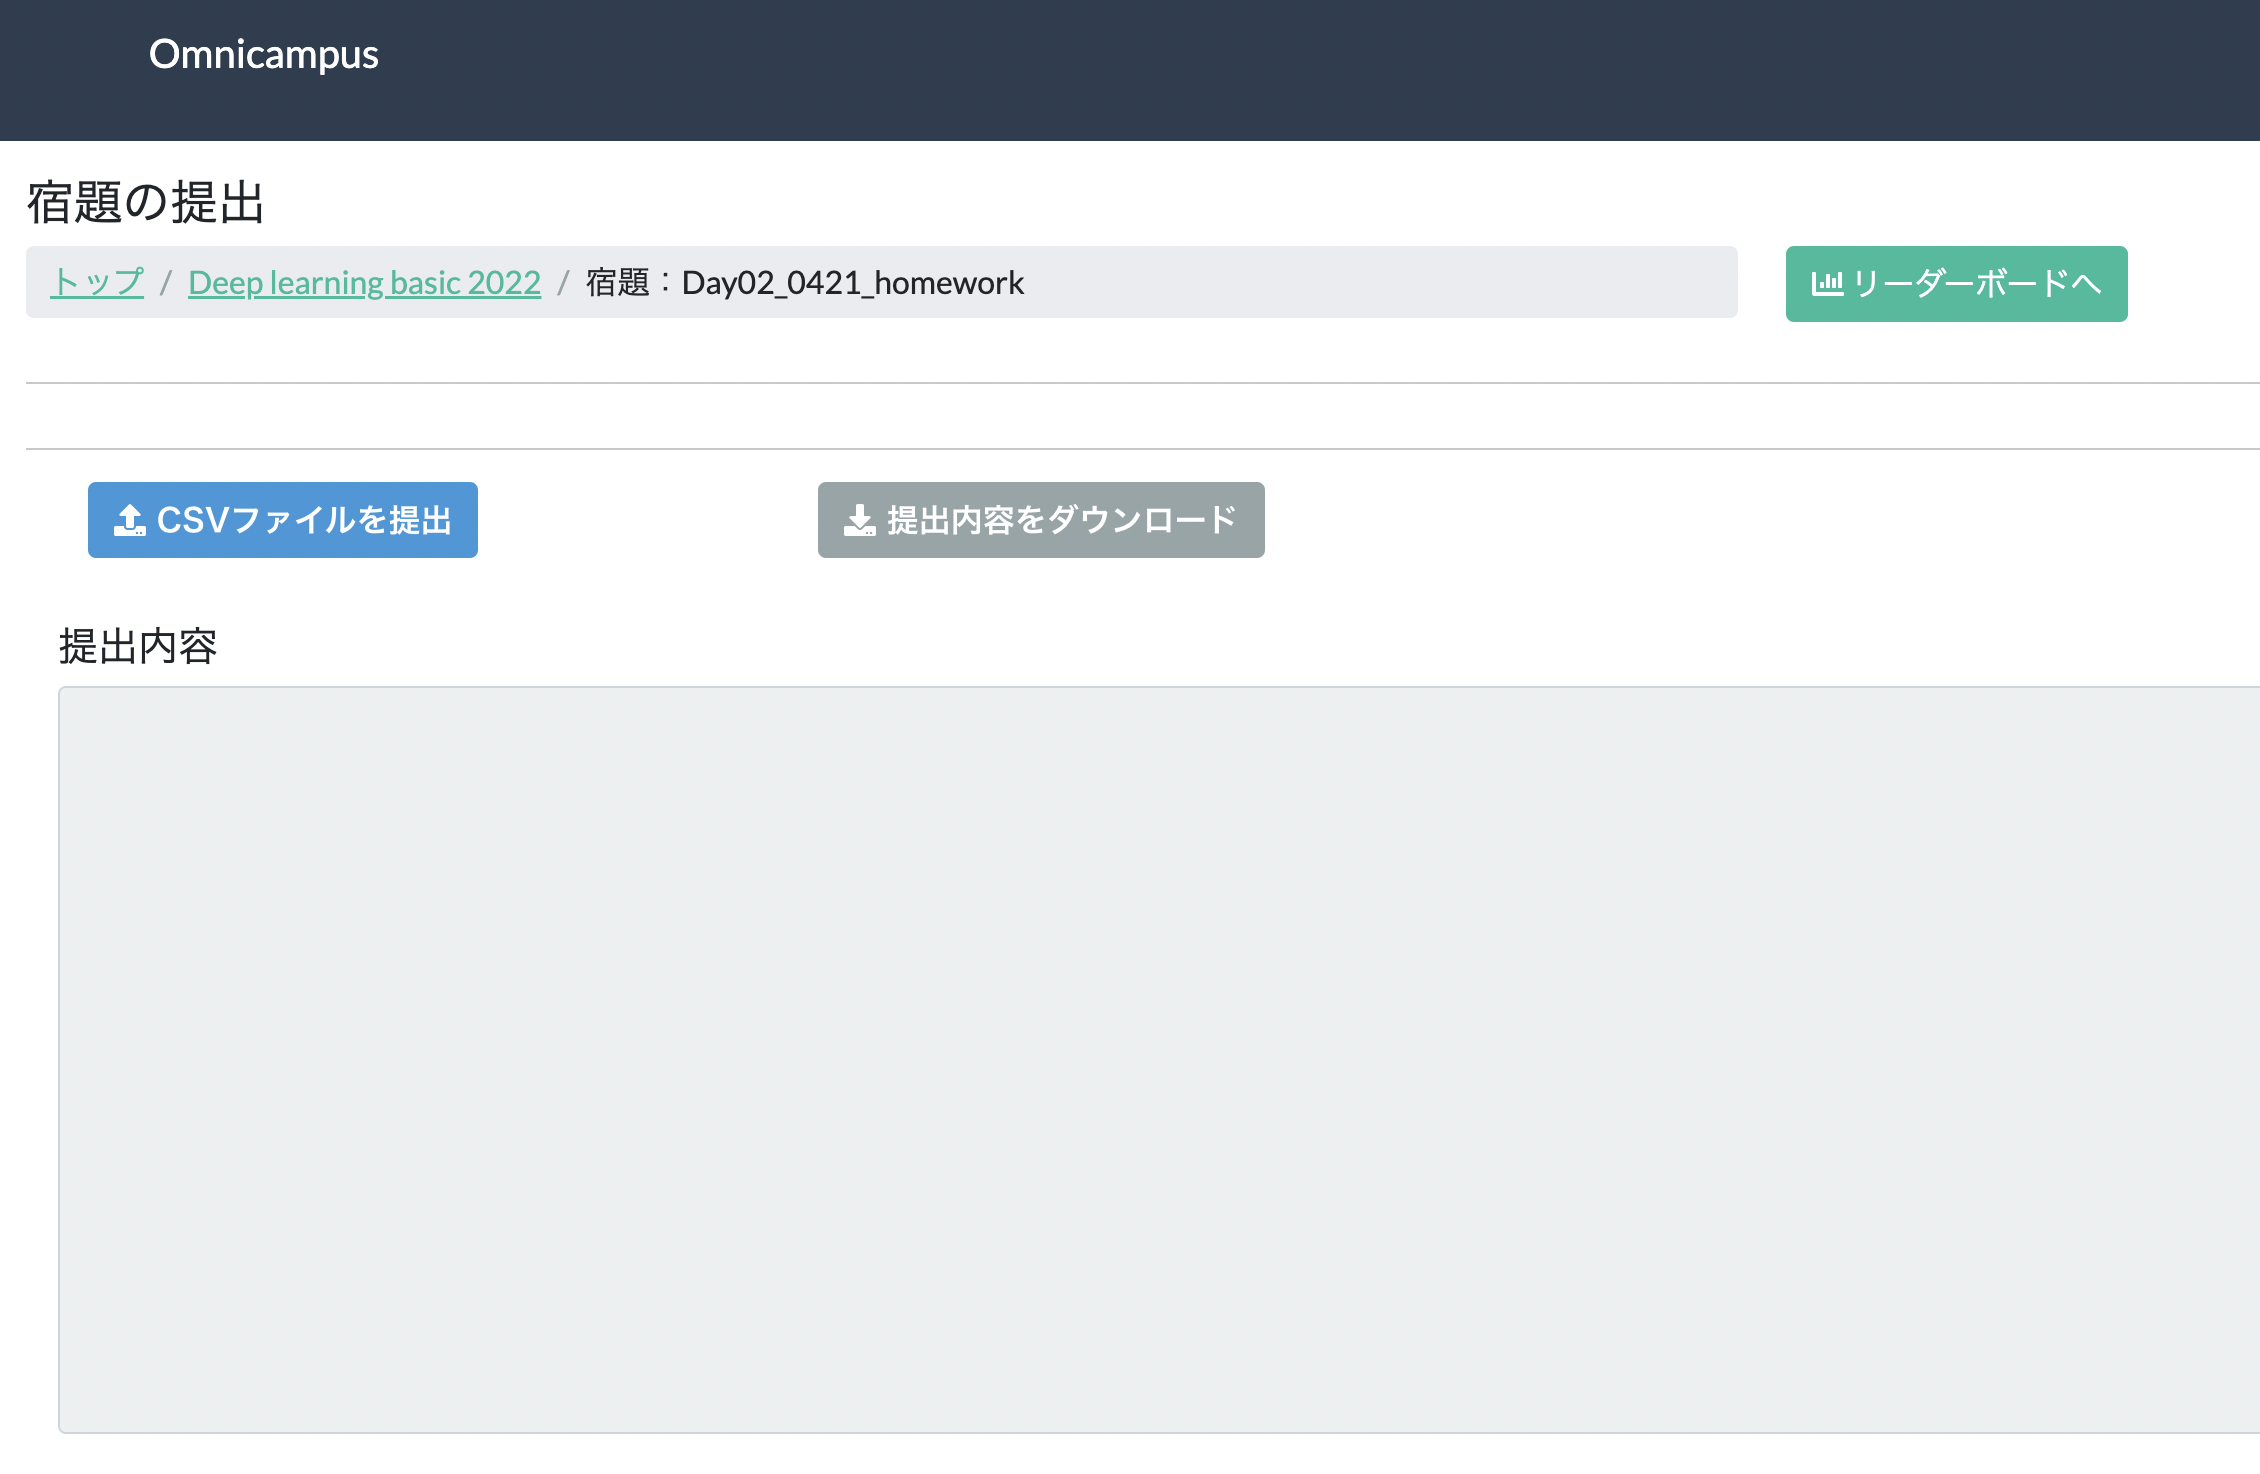 Omnicampus
宿題の提出
トップ / Deep learning basic 2022 / 宿題：Day02_0421_homework
リーダーボードへ
CSVファイルを提出
提出内容をダウンロード
提出内容